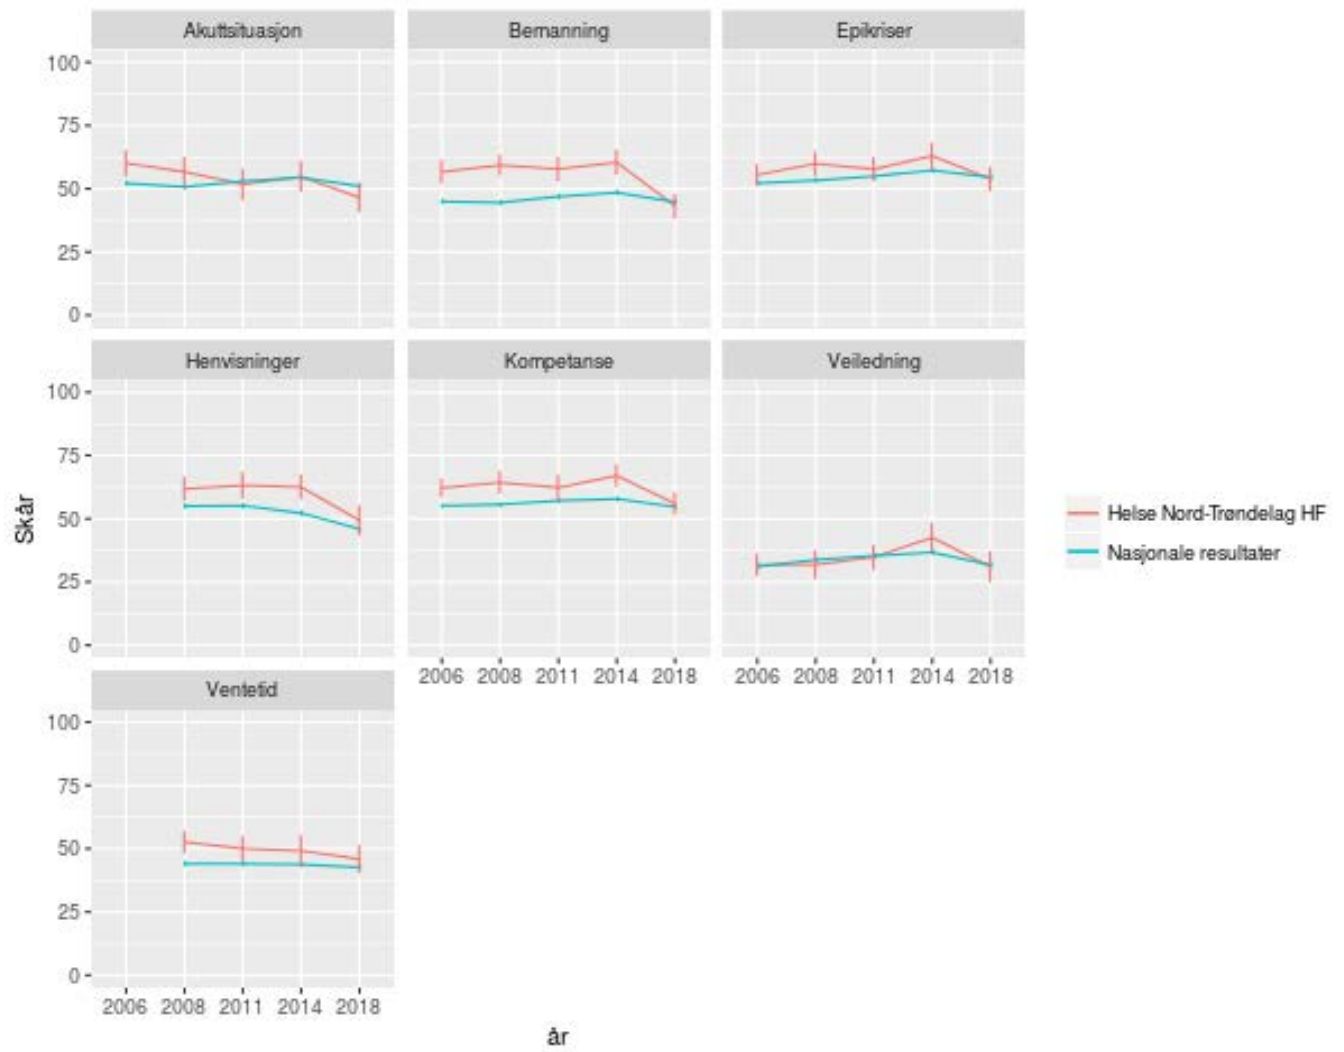 Akuttsituasjon
Bemanning
Epikriser
100
75
50
25
0
Henvisninger
Kompetanse
Veiledning
100
75
50
25
0
2006 2008 2011 2014 2018
2006 2008 2011 2014 2018
Ventetid
100
75
50
25
0
2006 2008 2011 2014 2018
Skår
år
Helse Nord-Trøndelag HF
Nasjonale resultater